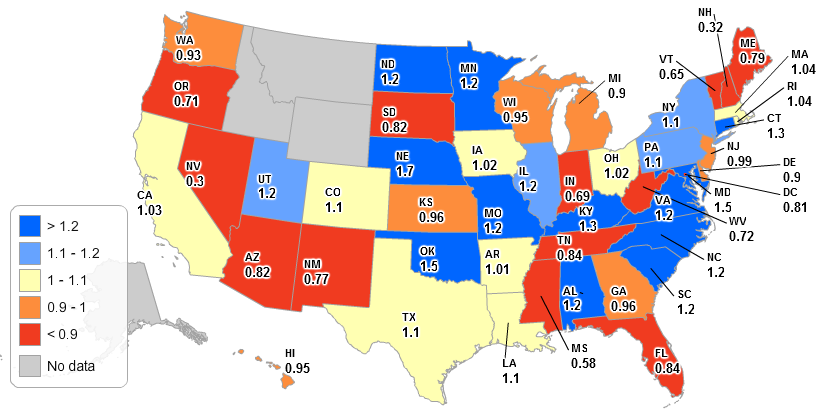 WA
0.93
OR
0.71
CA
1.03
NV
0.3
UT
1.2
AZ
0.82
CO
1.1
NM
0.77
ND
1.2
SD
0.82
NE
1.7
KS
0.96
OK
1.5
TX
1.1
MN
1.2
IA
1.02
MO
1.2
AR
1.01
LA
1.1
WI
0.95
IL
1.2
MI
0.9
IN
0.69
OH
1.02
KY
1.3
TN
0.84
MS
0.58
AL
1.2
GA
0.96
FL
0.84
SC
1.2
NC
1.2
VA
1.2
WV
0.72
PA
1.1
NY
1.1
VT
0.65
NH
0.32
ME
0.79
MA
1.04
RI
1.04
CT
1.3
NJ
0.99
DE
0.9
DC
0.81
MD
1.5
HI
0.95
> 1.2
1.1 - 1.2
1 - 1.1
0.9 - 1
< 0.9
No data